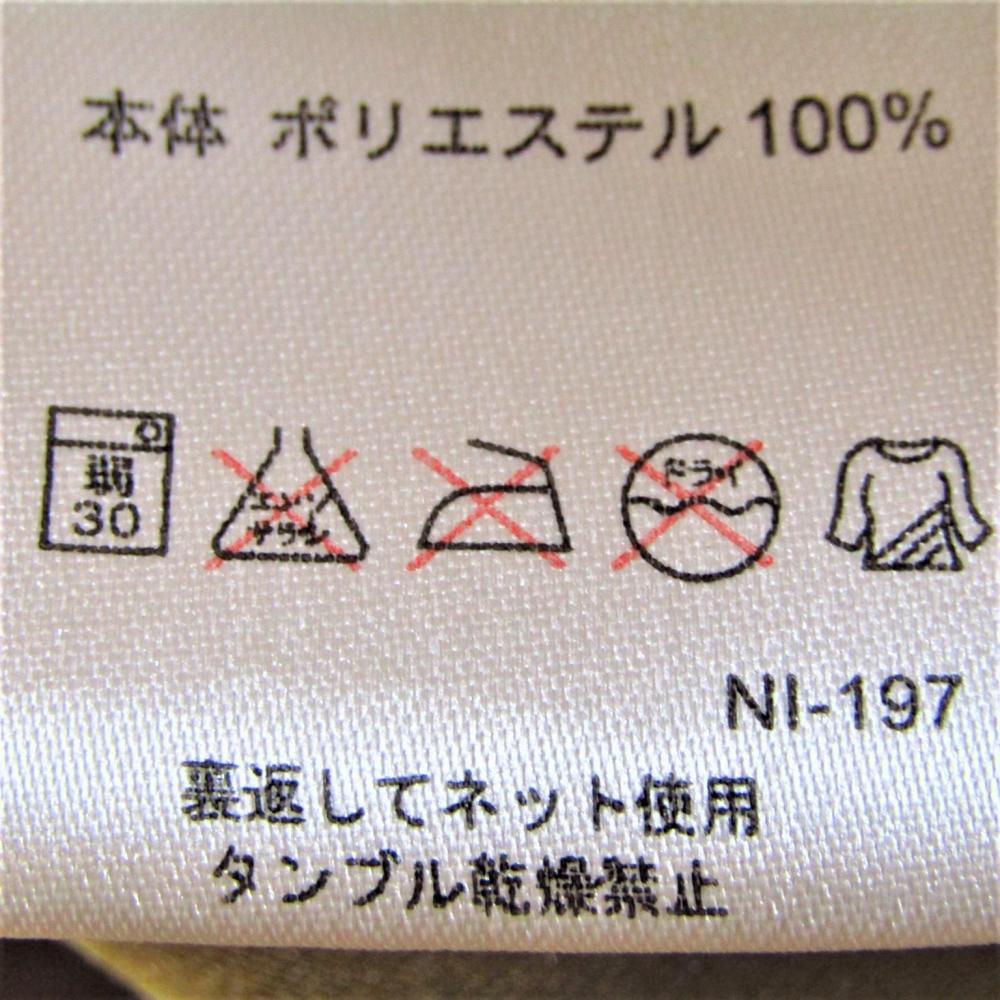 本体 ポリエステル 100%
弱
30
エンソ
チラシ
ドライ
NI-197
裏返してネット使用
タンブル乾燥禁止